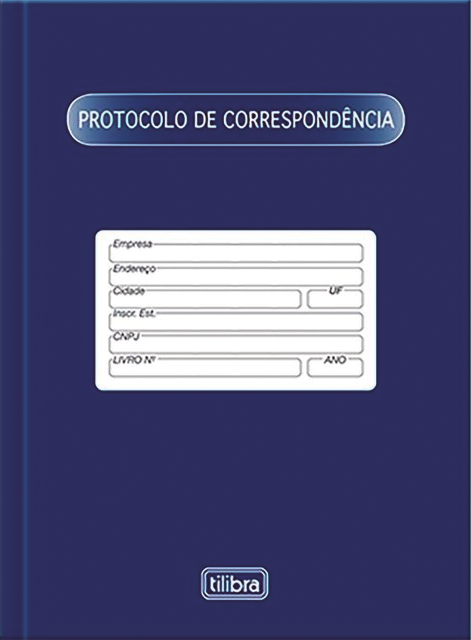 PROTOCOLO DE CORRESPONDÊNCIA
Empresa
Endereço
Cidade UF
Inscr. Est.
CNPJ
LIVRO Nº ANO
tilibra